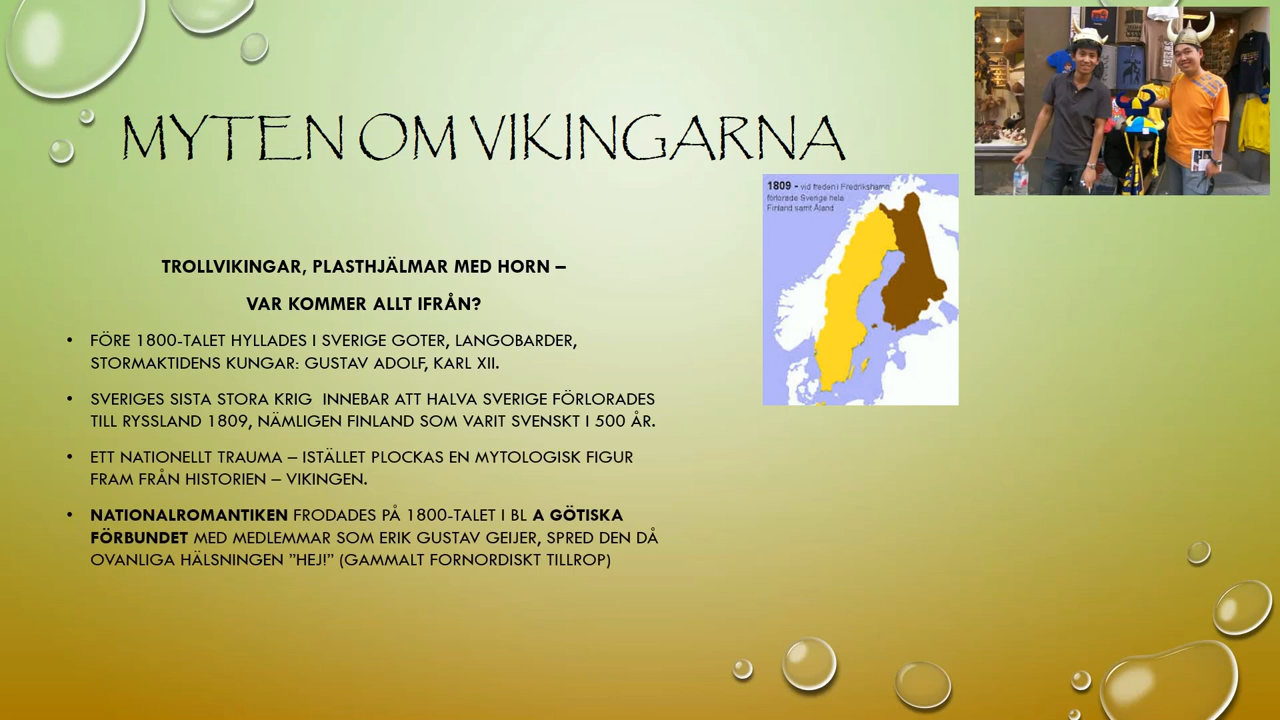 MYTEN OM VIKINGARNA
1809 - vid freden i Fredrikshamn
förlorade Sverige hela
Finland samt Åland
TROLLVIKINGAR, PLASTHJÄLMAR MED HORN –
VAR KOMMER ALLT IFRÅN?
• FÖRE 1800-TALET HYLLADES I SVERIGE GOTER, LANGOBARDER,
STORMAKTIDENS KUNGAR: GUSTAV ADOLF, KARL XII.
• SVERIGES SISTA STORA KRIG INNEBAR ATT HALVA SVERIGE FÖRLORADES
TILL RYSSLAND 1809, NÄMLIGEN FINLAND SOM VARIT SVENSKT I 500 ÅR.
• ETT NATIONELLT TRAUMA – ISTÄLLET PLOCKAS EN MYTOLOGISK FIGUR
FRAM FRÅN HISTORIEN – VIKINGEN.
• NATIONALROMANTIKEN FRODADES PÅ 1800-TALET I BL A GÖTISKA
FÖRBUNDET MED MEDLEMMAR SOM ERIK GUSTAV GEIJER, SPRED DEN DÅ
OVANLIGA HÄLSNINGEN ”HEJ!” (GAMMALT FORNORDISKT TILLROP)